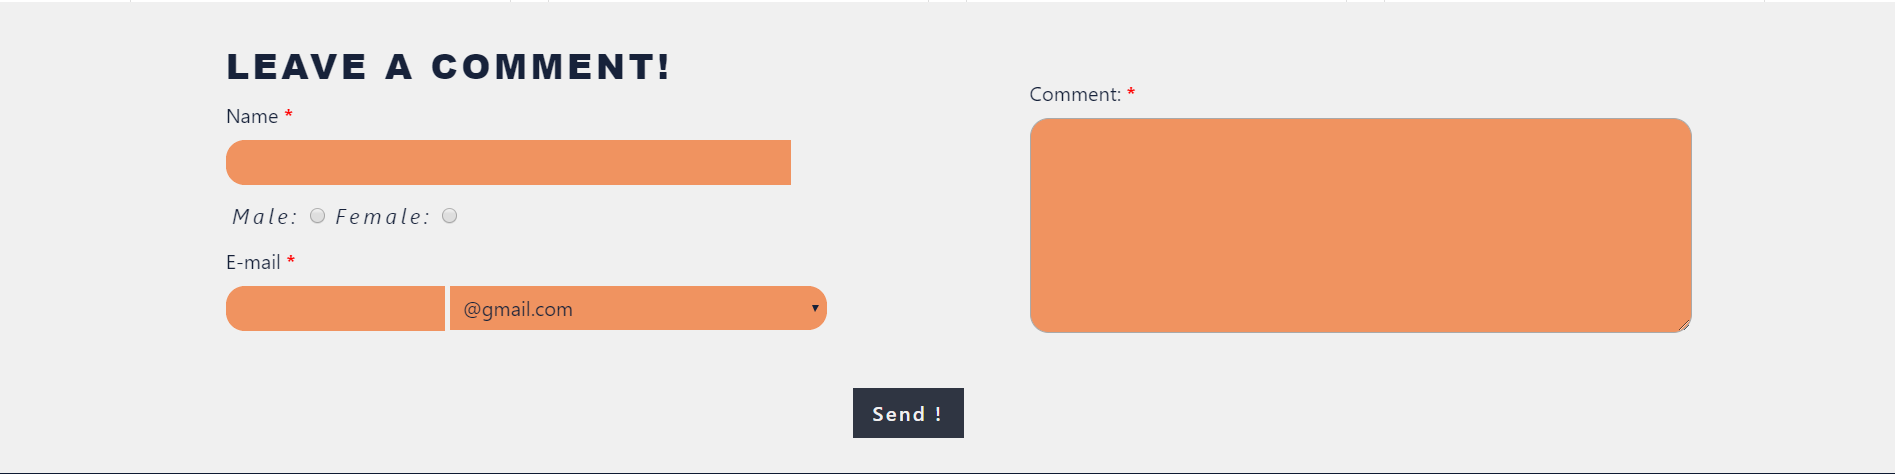 LEAVE A COMMENT!
Name *
Male: Female:
E-mail *
@gmail.com
Comment: *
Send !